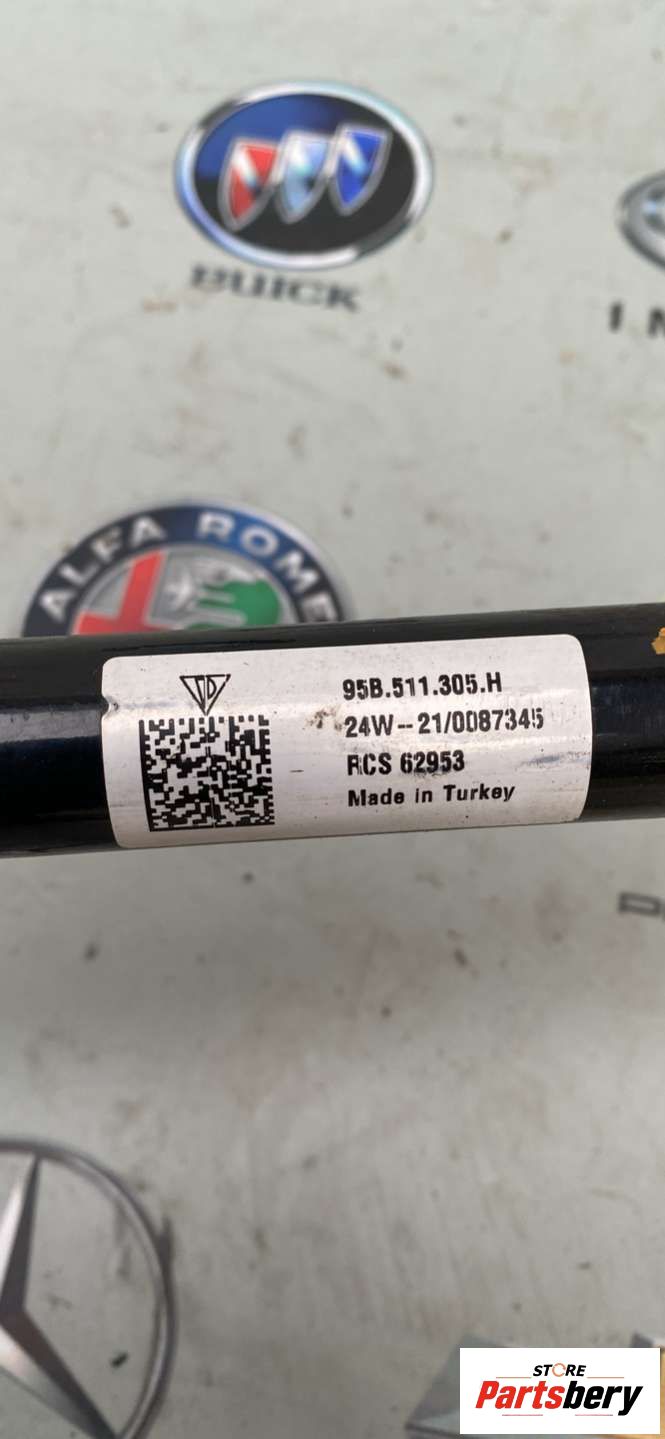 BUICK
ALFA ROME
95B.511.305.H
24W-21/0087345
RCS 62953
Made in Turkey
STORE
Partsbery